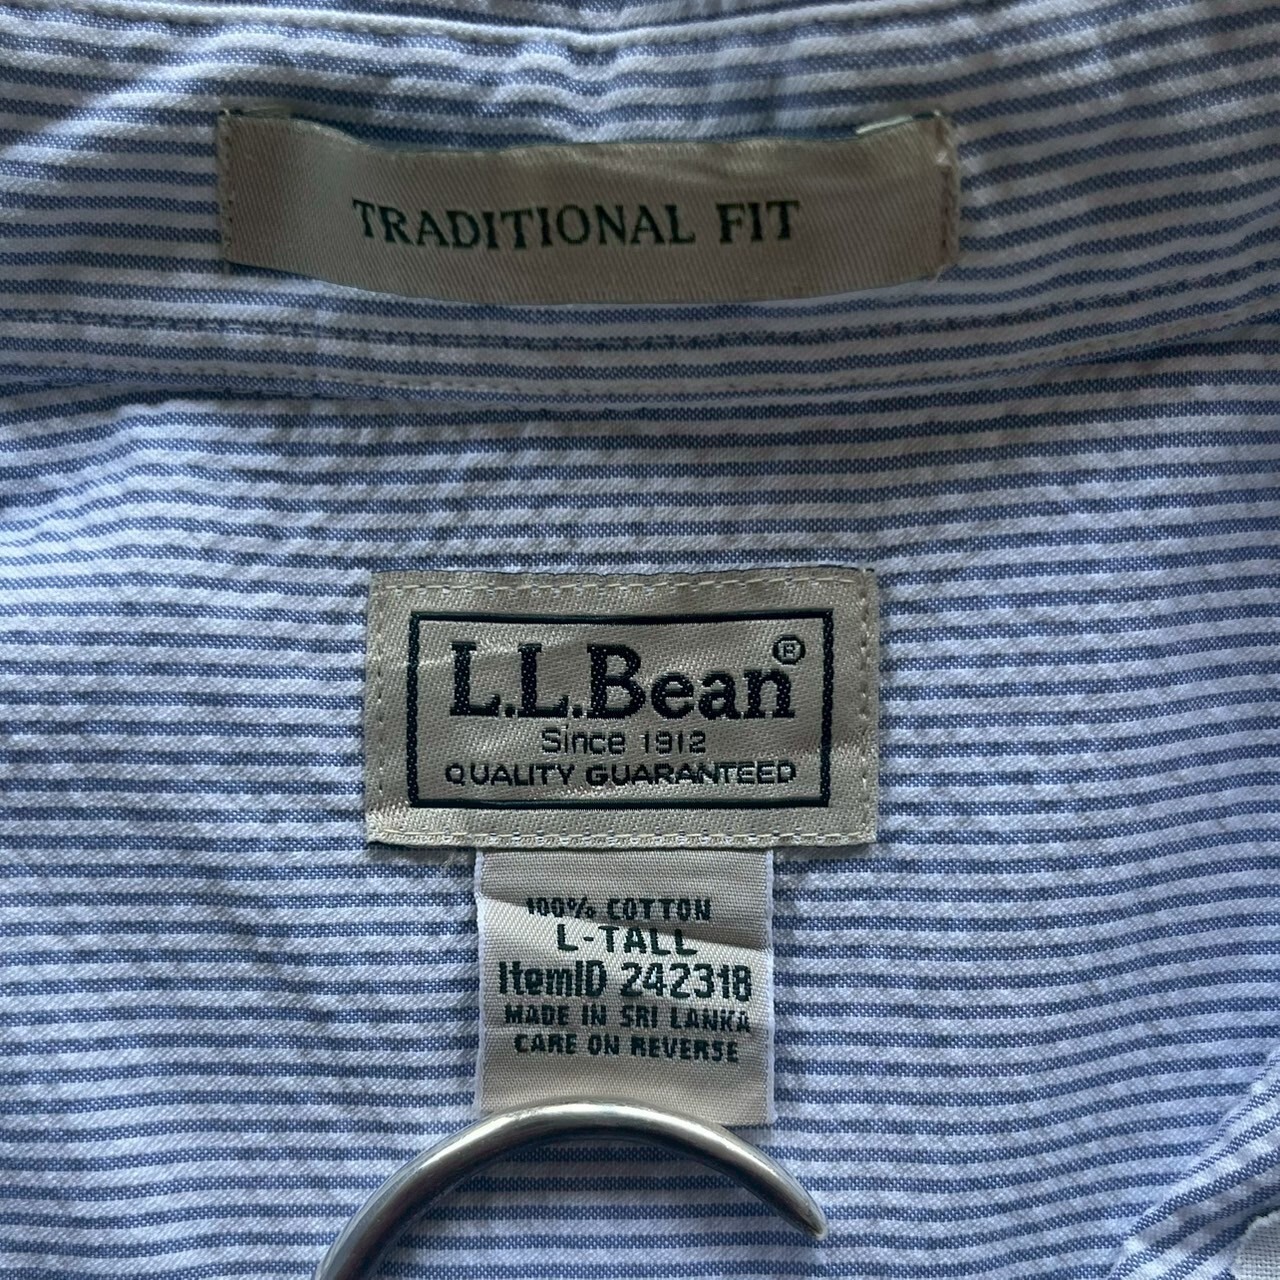 TRADITIONAL FIT
L.L.Bean®
Since 1912
QUALITY GUARANTEED
100% COTTON
L-TALL
ItemID 242318
MADE IN SRI LANKA
CARE ON REVERSE